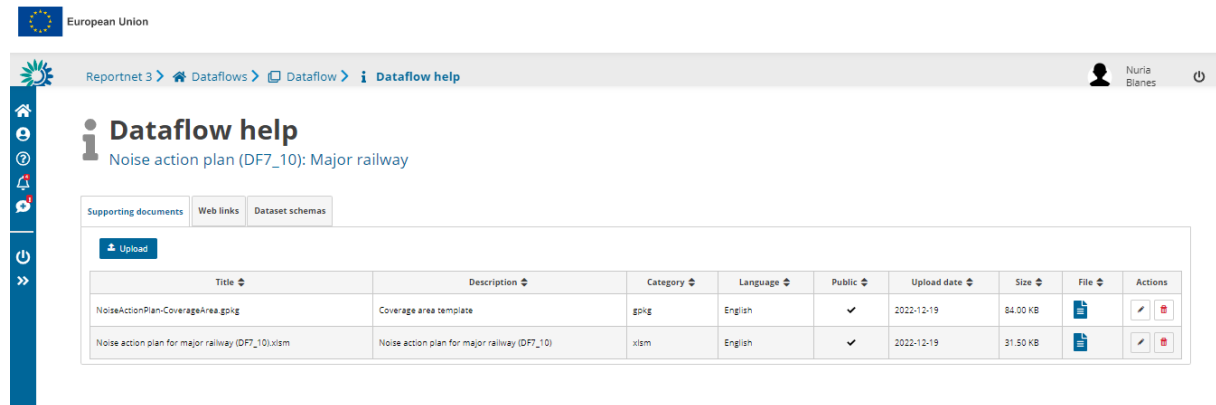 European Union
Reportnet 3 Dataflows Dataflow Dataflow help
Nuria
Blanes
Dataflow help
Noise action plan (DF7_10): Major railway
Supporting documents Web links Dataset schemas
Upload
Title Description Category Language Public Upload date Size File Actions
NoiseActionPlan-CoverageArea.gpkg Coverage area template gpkg English 2022-12-19 84.00 KB
Noise action plan for major railway (DF7_10).xlsm Noise action plan for major railway (DF7_10) xlsm English 2022-12-19 31.50 KB